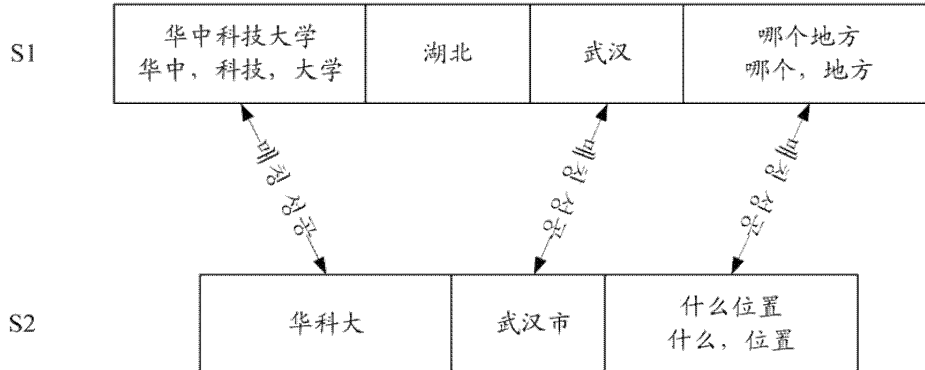 S1
华中科技大学
华中，科技，大学
湖北
武汉
哪个地方
哪个，地方
매칭 성공
매칭 성공
매칭 성공
S2
华科大
武汉市
什么位置
什么，位置